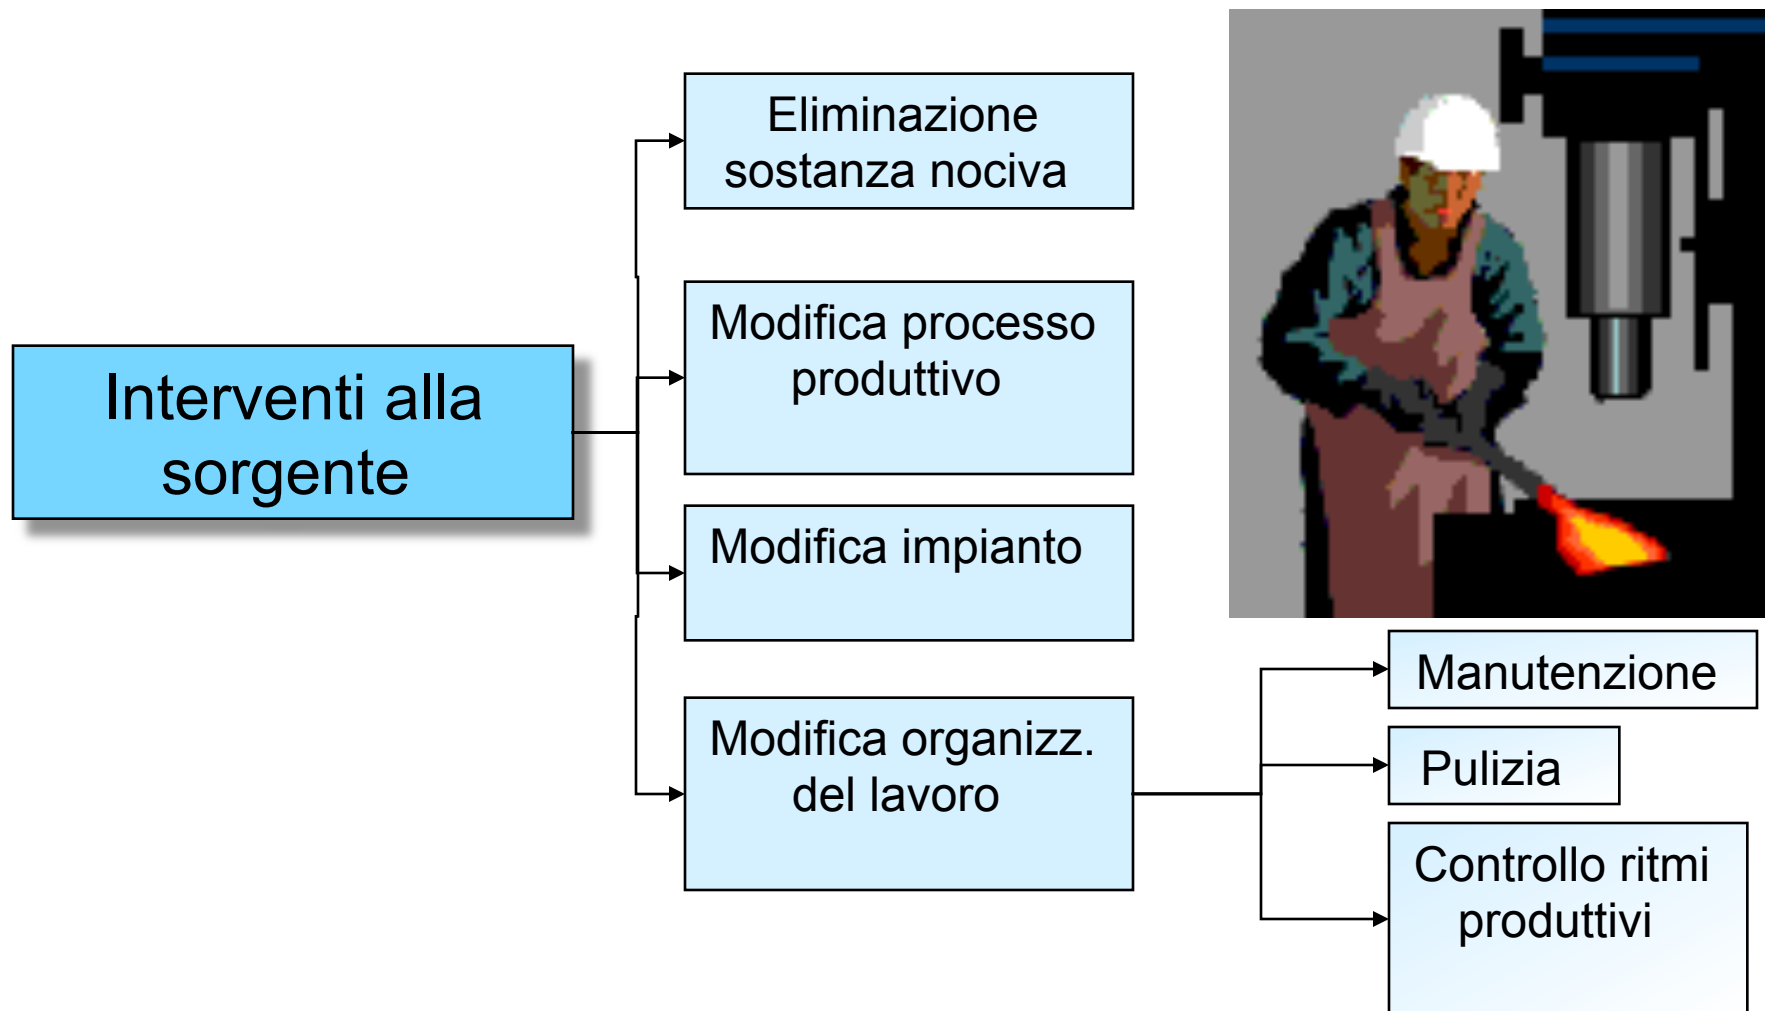 Eliminazione
sostanza nociva
Modifica processo
produttivo
Interventi alla
sorgente
Modifica impianto
Modifica organizz.
del lavoro
Manutenzione
Pulizia
Controllo ritmi
produttivi